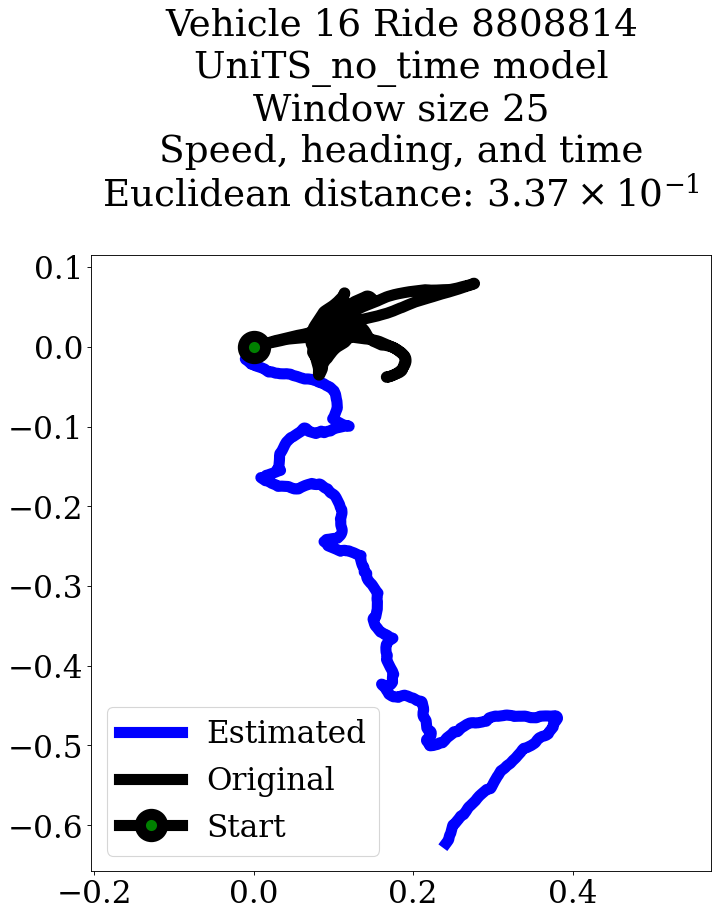 Vehicle 16 Ride 8808814
UniTS_no_time model
Window size 25
Speed, heading, and time
Euclidean distance: 3.37 × 10⁻¹
0.1
0.0
−0.1
−0.2
−0.3
−0.4
−0.5
−0.6
Estimated
Original
Start
−0.2 0.0 0.2 0.4